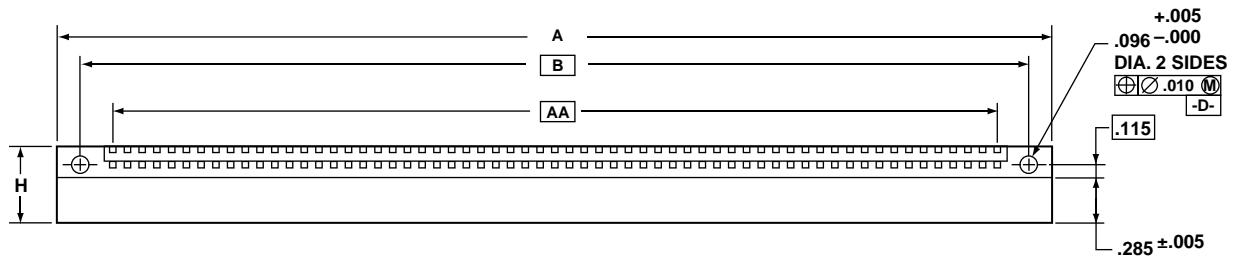 A
B
AA
H
+.005
.096 –.000
DIA. 2 SIDES
⌖ ⌀ .010 Ⓜ
-D-
.115
.285 ±.005